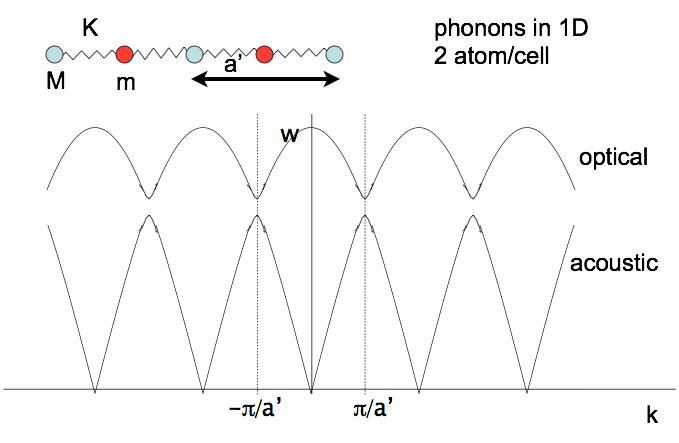 K
phonons in 1D
2 atom/cell
a'
M
m
w
optical
acoustic
−π/a'
π/a'
k